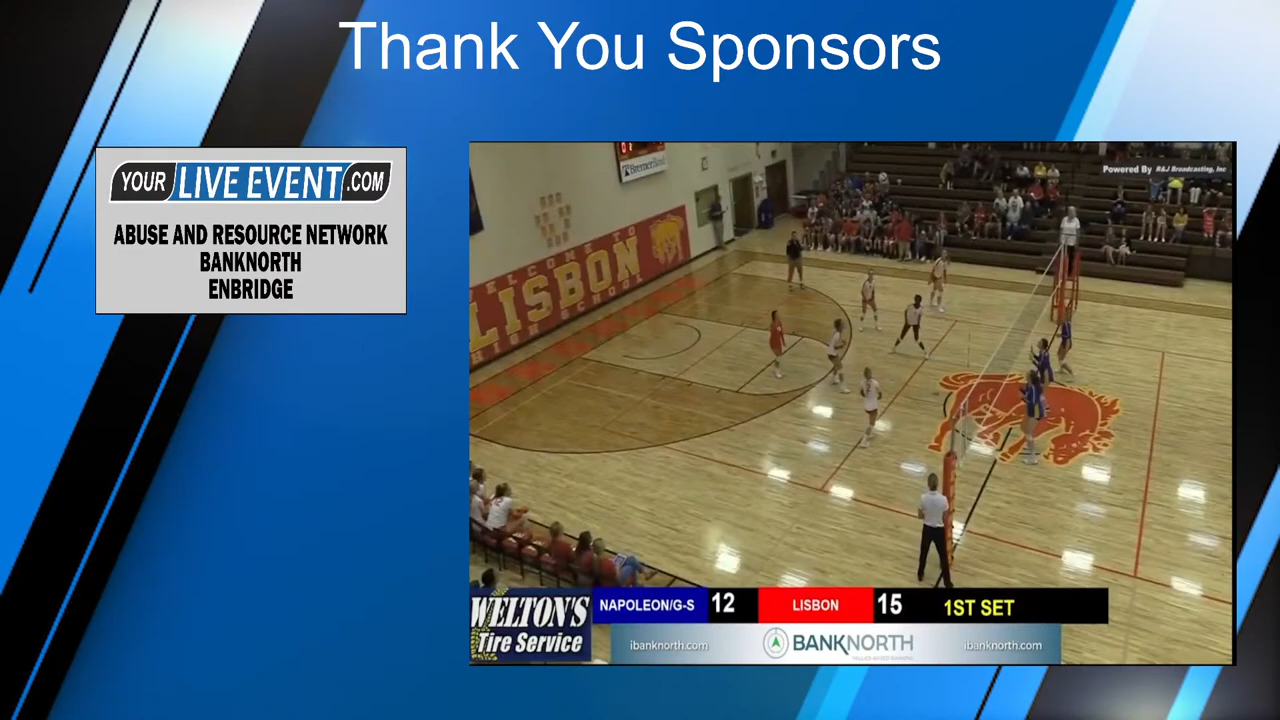 Thank You Sponsors
YOUR LIVE EVENT .COM
ABUSE AND RESOURCE NETWORK
BANKNORTH
ENBRIDGE
BremerBank
Powered By R&J Broadcasting, Inc
WELCOME TO
LISBON
HIGH SCHOOL
WELTON'S
Tire Service
NAPOLEON/G-S 12 LISBON 15 1ST SET
ibanknorth.com BANKNORTH ibanknorth.com